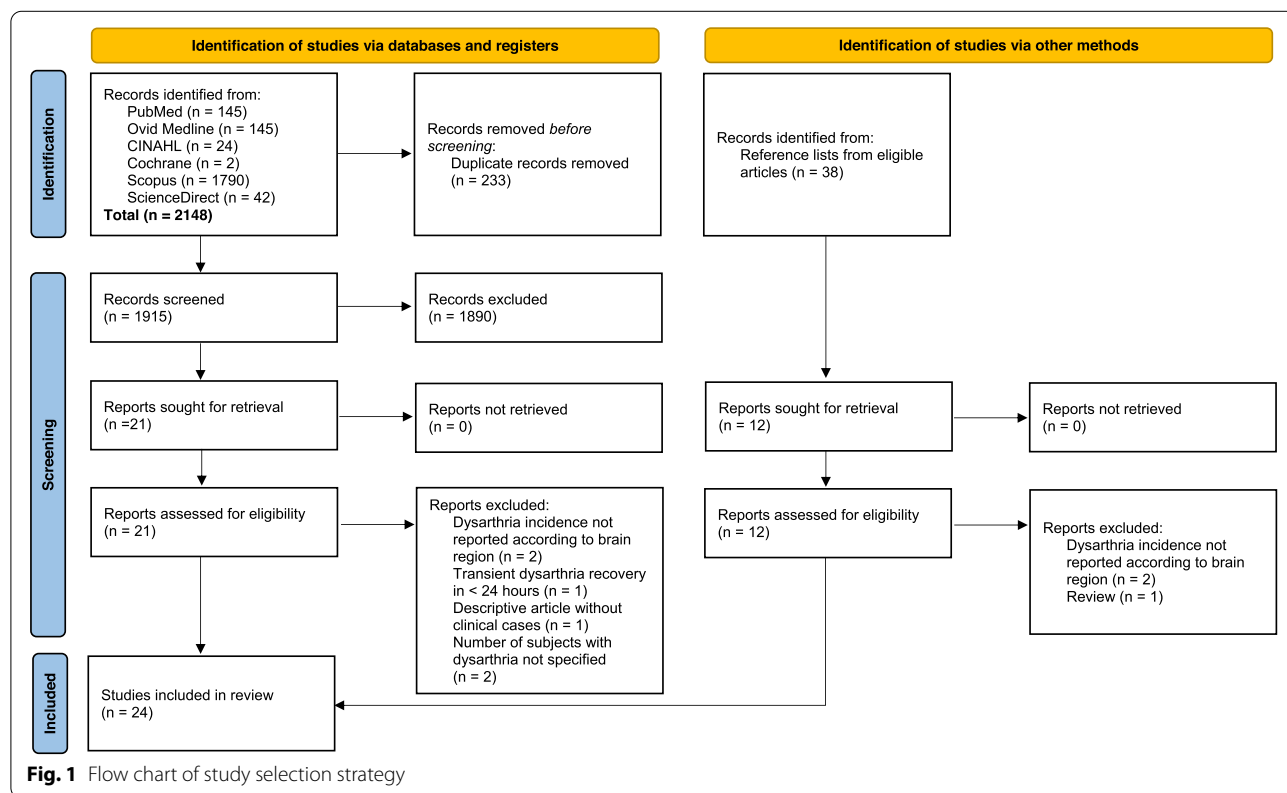 Identification of studies via databases and registers
Identification of studies via other methods
Identification
Records identified from:
PubMed (n = 145)
Ovid Medline (n = 145)
CINAHL (n = 24)
Cochrane (n = 2)
Scopus (n = 1790)
ScienceDirect (n = 42)
Total (n = 2148)
Records removed before
screening:
Duplicate records removed
(n = 233)
Records identified from:
Reference lists from eligible
articles (n = 38)
Screening
Records screened
(n = 1915)
Records excluded
(n = 1890)
Reports sought for retrieval
(n =21)
Reports not retrieved
(n = 0)
Reports sought for retrieval
(n = 12)
Reports not retrieved
(n = 0)
Reports assessed for eligibility
(n = 21)
Reports excluded:
Dysarthria incidence not
reported according to brain
region (n = 2)
Transient dysarthria recovery
in < 24 hours (n = 1)
Descriptive article without
clinical cases (n = 1)
Number of subjects with
dysarthria not specified
(n = 2)
Reports assessed for eligibility
(n = 12)
Reports excluded:
Dysarthria incidence not
reported according to brain
region (n = 2)
Review (n = 1)
Included
Studies included in review
(n = 24)
Fig. 1 Flow chart of study selection strategy